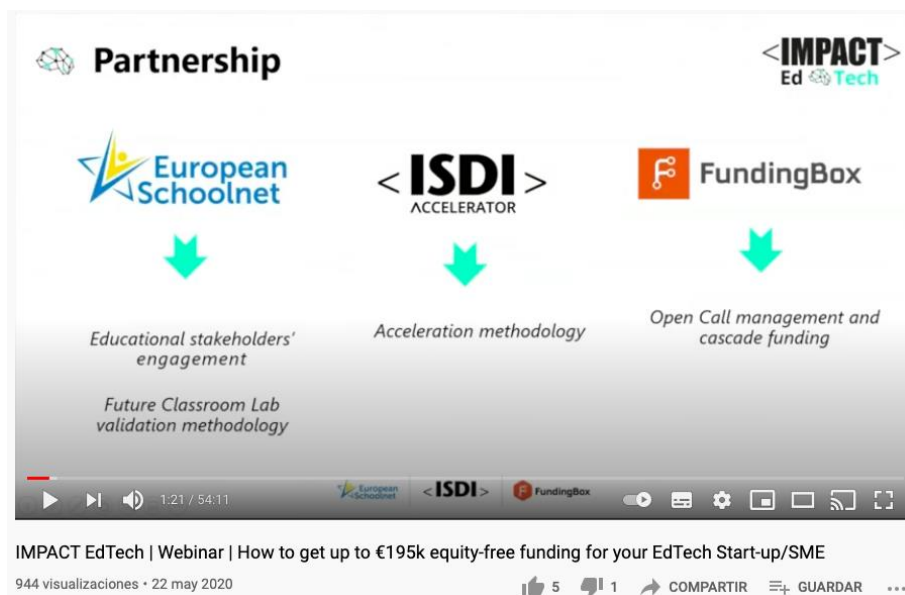 Partnership
<IMPACT>
Ed Tech
European
Schoolnet
<ISDI>
ACCELERATOR
FundingBox
Educational stakeholders'
engagement
Future Classroom Lab
validation methodology
Acceleration methodology
Open Call management and
cascade funding
1:21 / 54:11
European
Schoolnet
<ISDI>
FundingBox
IMPACT EdTech | Webinar | How to get up to €195k equity-free funding for your EdTech Start-up/SME
944 visualizaciones • 22 may 2020
5
1
COMPARTIR
GUARDAR